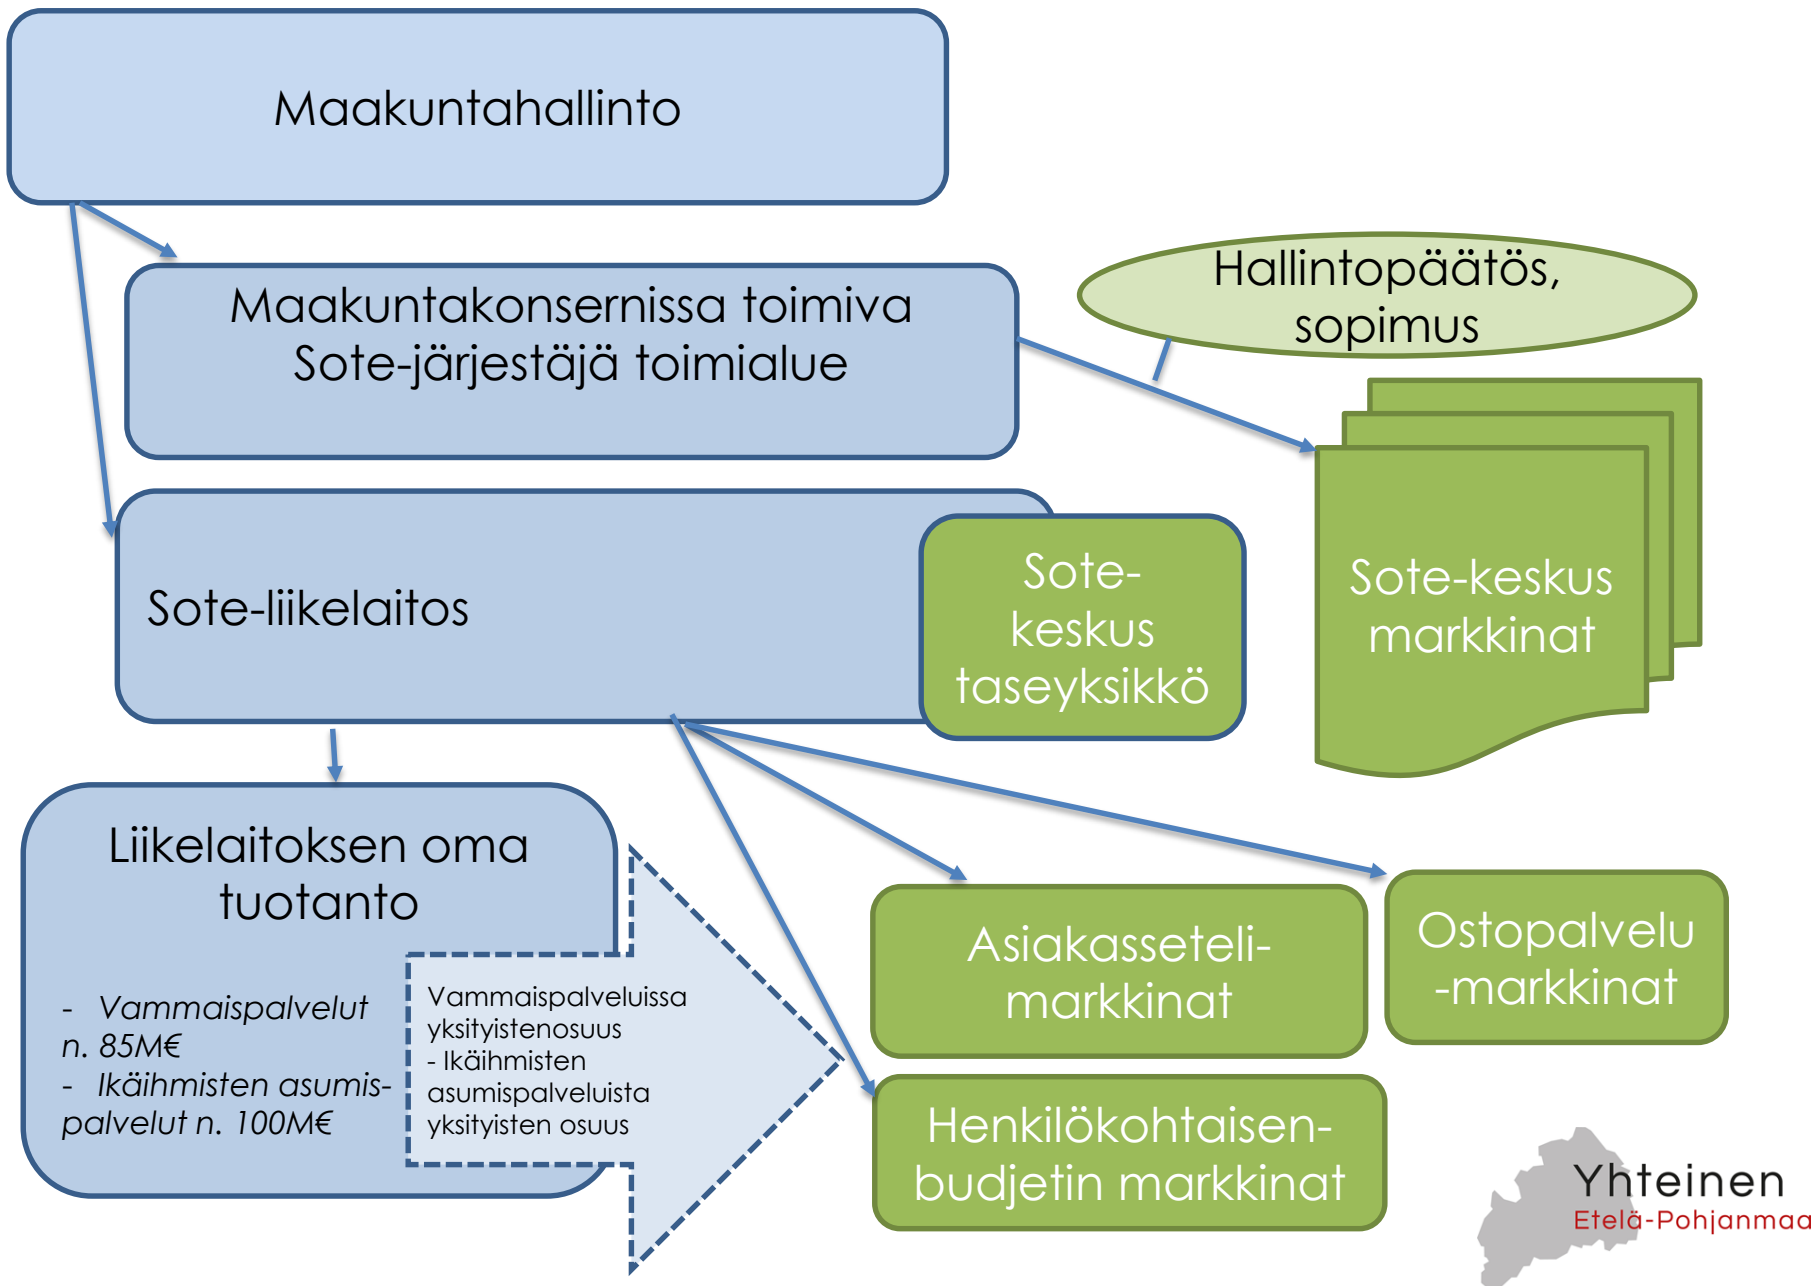 Maakuntahallinto
Maakuntakonsernissa toimiva
Sote-järjestäjä toimialue
Hallintopäätös,
sopimus
Sote-keskus
markkinat
Sote-liikelaitos
Sote-
keskus
taseyksikkö
Liikelaitoksen oma
tuotanto
- Vammaispalvelut
n. 85M€
- Ikäihmisten asumis-
palvelut n. 100M€
Vammaispalveluissa
yksityistenosuus
- Ikäihmisten
asumispalveluista
yksityisten osuus
Asiakasseteli-
markkinat
Ostopalvelu
-markkinat
Henkilökohtaisen-
budjetin markkinat
Yhteinen
Etelä-Pohjanmaa